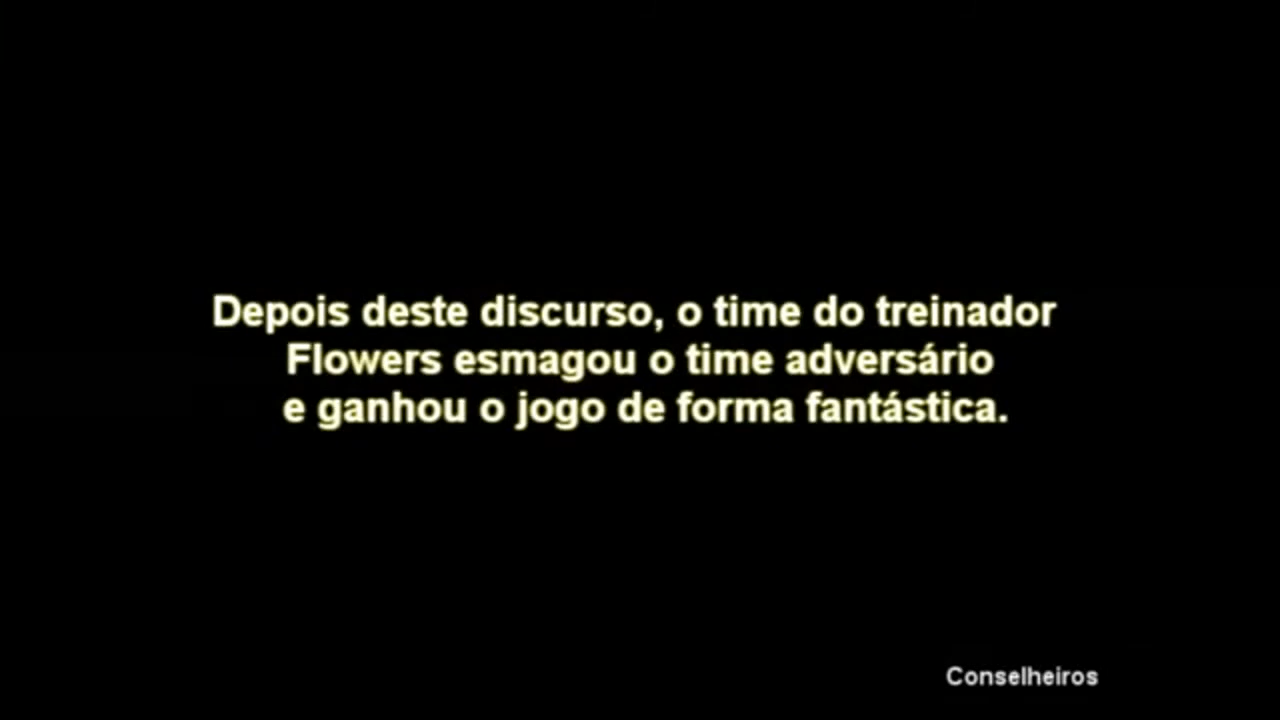 Depois deste discurso, o time do treinador
Flowers esmagou o time adversário
e ganhou o jogo de forma fantástica.
Conselheiros